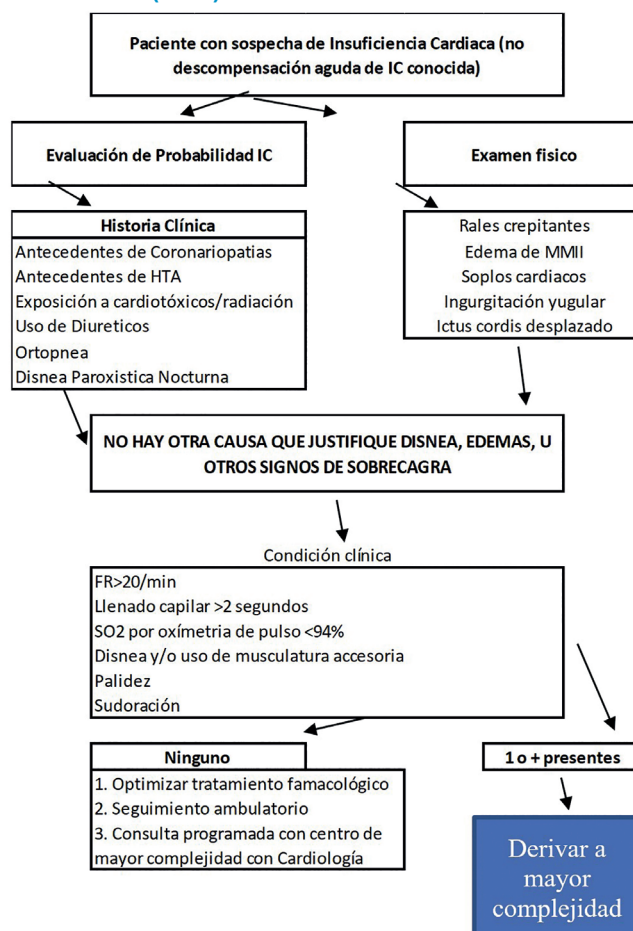 Paciente con sospecha de Insuficiencia Cardiaca (no
descompensación aguda de IC conocida)
Evaluación de Probabilidad IC
Examen fisico
Historia Clínica
Antecedentes de Coronariopatias
Antecedentes de HTA
Exposición a cardiotóxicos/radiación
Uso de Diureticos
Ortopnea
Disnea Paroxistica Nocturna
Rales crepitantes
Edema de MMII
Soplos cardiacos
Ingurgitación yugular
Ictus cordis desplazado
NO HAY OTRA CAUSA QUE JUSTIFIQUE DISNEA, EDEMAS, U
OTROS SIGNOS DE SOBRECAGRA
Condición clínica
FR>20/min
Llenado capilar >2 segundos
SO2 por oxímetria de pulso <94%
Disnea y/o uso de musculatura accesoria
Palidez
Sudoración
Ninguno
1. Optimizar tratamiento famacológico
2. Seguimiento ambulatorio
3. Consulta programada con centro de
mayor complejidad con Cardiología
1 o + presentes
Derivar a
mayor
complejidad